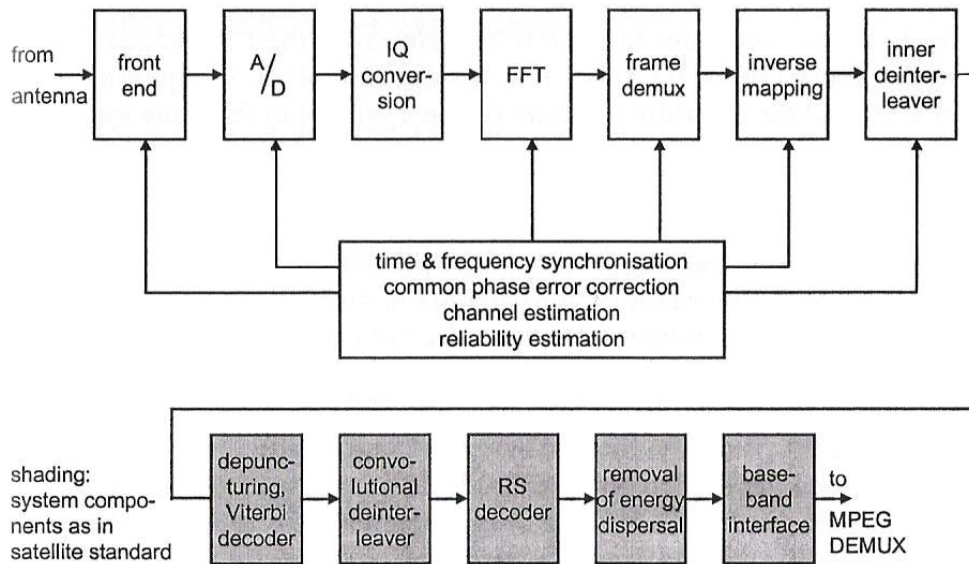 from
antenna
front
end
A/D
IQ
conver-
sion
FFT
frame
demux
inverse
mapping
inner
deinter-
leaver
time & frequency synchronisation
common phase error correction
channel estimation
reliability estimation
shading:
system compo-
nents as in
satellite standard
depunc-
turing,
Viterbi
decoder
convo-
lutional
deinter-
leaver
RS
decoder
removal
of energy
dispersal
base-
band
interface
to
MPEG
DEMUX